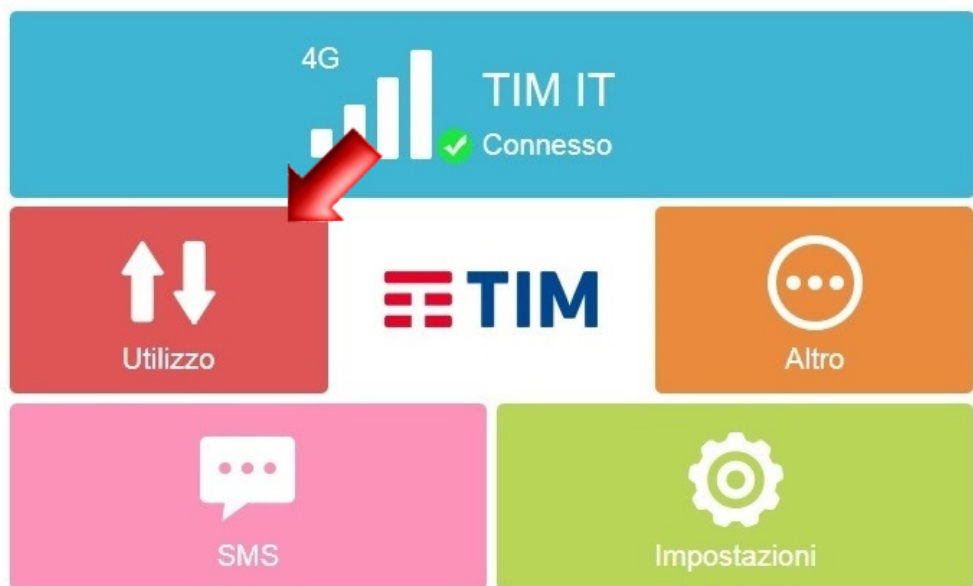 4G
TIM IT
Connesso
Utilizzo
TIM
Altro
SMS
Impostazioni